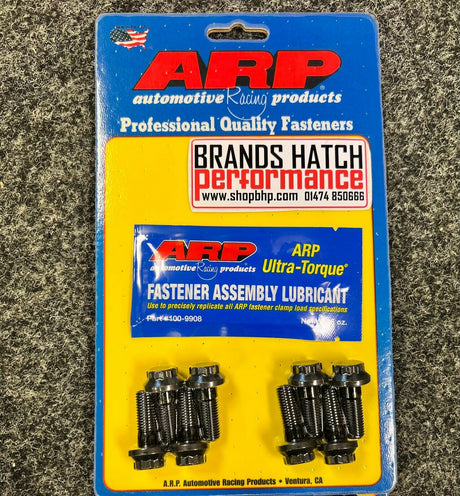 ARP
automotive Racing products
Professional Quality Fasteners
BRANDS HATCH
performance
www.shopbhp.com 01474 850666
ARP
automotive Racing products
ARP
Ultra-Torque®
FASTENER ASSEMBLY LUBRICANT
Use to precisely replicate all ARP fastener clamp load specifications
Part #100-9908
oz.
A.R.P. Automotive Racing Products • Ventura, CA